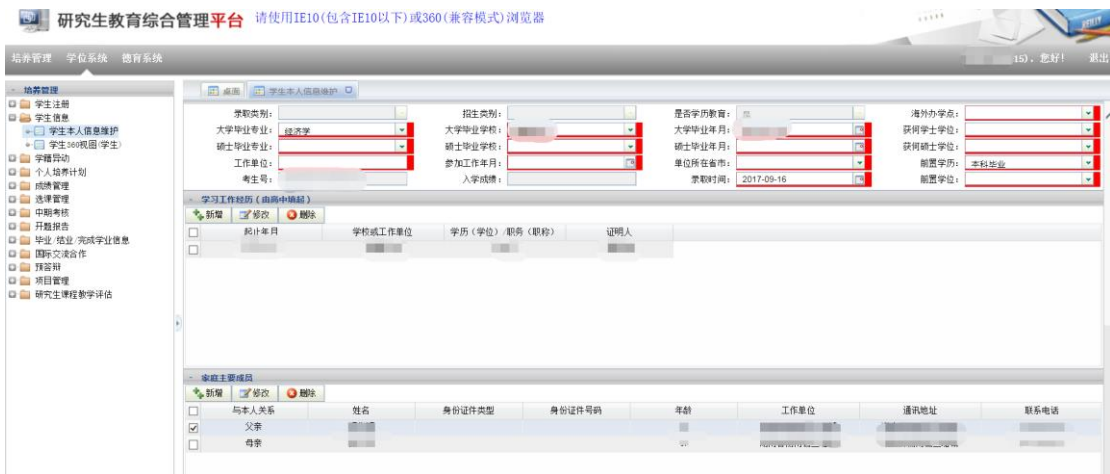 研究生教育综合管理平台 请使用IE10(包含IE10以下)或360(兼容模式)浏览器
培养管理 学位系统 德育系统 15)，您好! 退出
培养管理
学生注册
学生信息
学生本人信息维护
学生360视图(学生)
学籍异动
个人培养计划
成绩管理
选课管理
中期考核
开题报告
毕业/结业/完成学业信息
国际交流合作
预答辩
项目管理
研究生课程教学评估
桌面 学生本人信息维护
录取类别: 招生类别: 是否学历教育: 海外办学点:
大学毕业专业: 经济学 大学毕业学校: 大学毕业年月: 获何学士学位:
硕士毕业专业: 硕士毕业学校: 硕士毕业年月: 获何硕士学位:
工作单位: 参加工作年月: 单位所在省市: 前置学历: 本科毕业
考生号: 入学成绩: 录取时间: 2017-09-16 前置学位:
学习工作经历(由高中填起)
新增 修改 删除
起止年月 学校或工作单位 学历(学位)/职务(职称) 证明人
家庭主要成员
新增 修改 删除
与本人关系 姓名 身份证件类型 身份证件号码 年龄 工作单位 通讯地址 联系电话
父亲
母亲